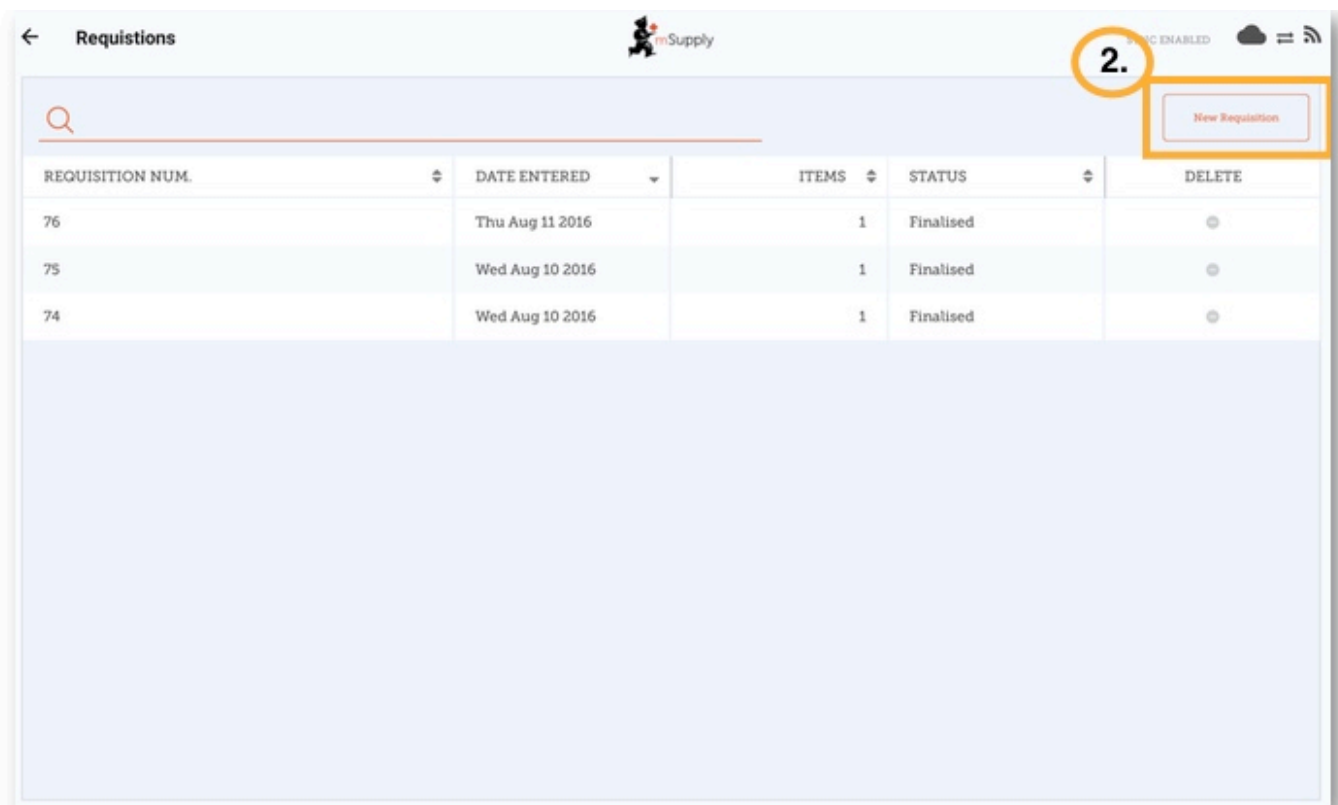 Requistions
mSupply
SYNC ENABLED
2.
New Requisition
REQUISITION NUM. DATE ENTERED ITEMS STATUS DELETE
76 Thu Aug 11 2016 1 Finalised
75 Wed Aug 10 2016 1 Finalised
74 Wed Aug 10 2016 1 Finalised